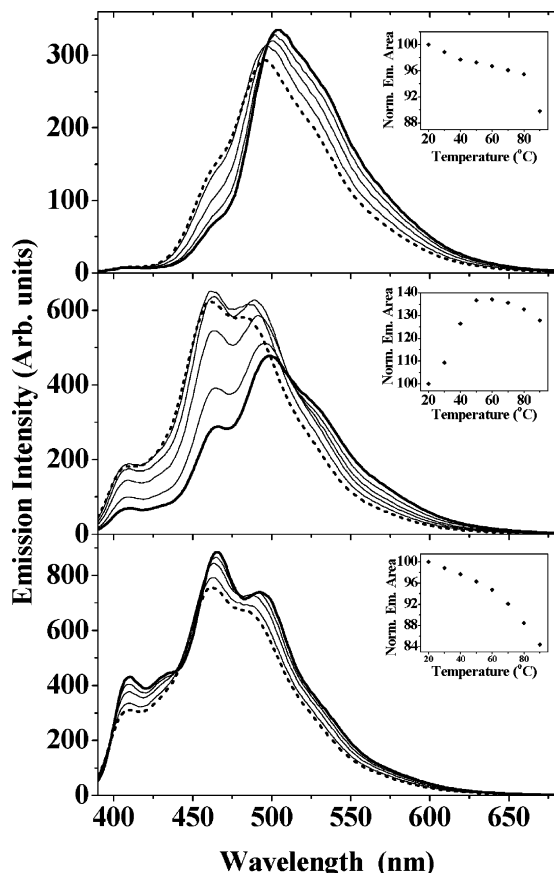 Emission Intensity (Arb. units)
300
200
100
0
Norm. Em. Area
100
96
92
88
20 40 60 80
Temperature (°C)
600
400
200
0
Norm. Em. Area
140
130
120
110
100
20 40 60 80
Temperature (°C)
800
600
400
200
0
Norm. Em. Area
100
96
92
88
84
20 40 60 80
Temperature (°C)
400 450 500 550 600 650
Wavelength (nm)